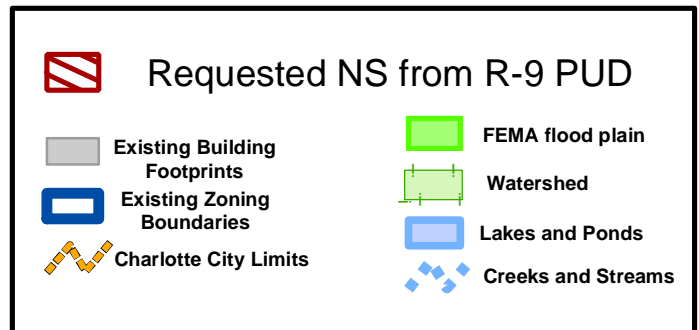 Requested NS from R-9 PUD
Existing Building
Footprints
Existing Zoning
Boundaries
Charlotte City Limits
FEMA flood plain
Watershed
Lakes and Ponds
Creeks and Streams